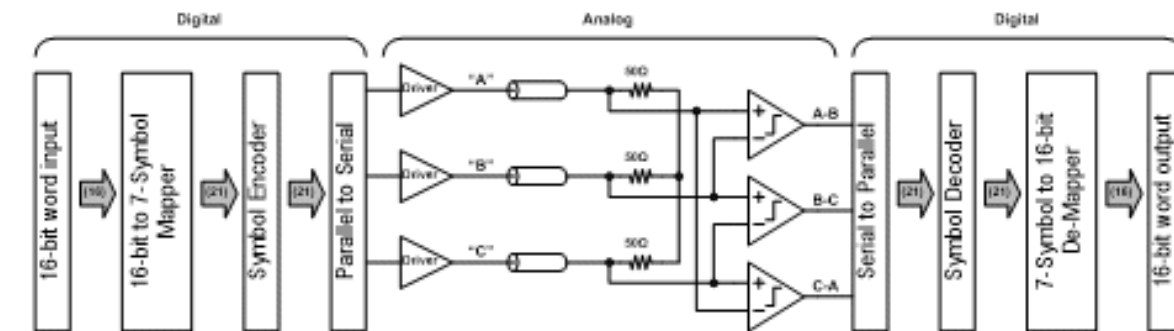 Digital
Analog
Digital
16-bit word input
(16)
16-bit to 7-Symbol
Mapper
(21)
Symbol Encoder
(21)
Parallel to Serial
Driver
"A"
50Ω
Driver
"B"
50Ω
Driver
"C"
50Ω
+
−
A-B
+
−
B-C
+
−
C-A
Serial to Parallel
(21)
Symbol Decoder
(21)
7-Symbol to 16-bit
De-Mapper
(16)
16-bit word output